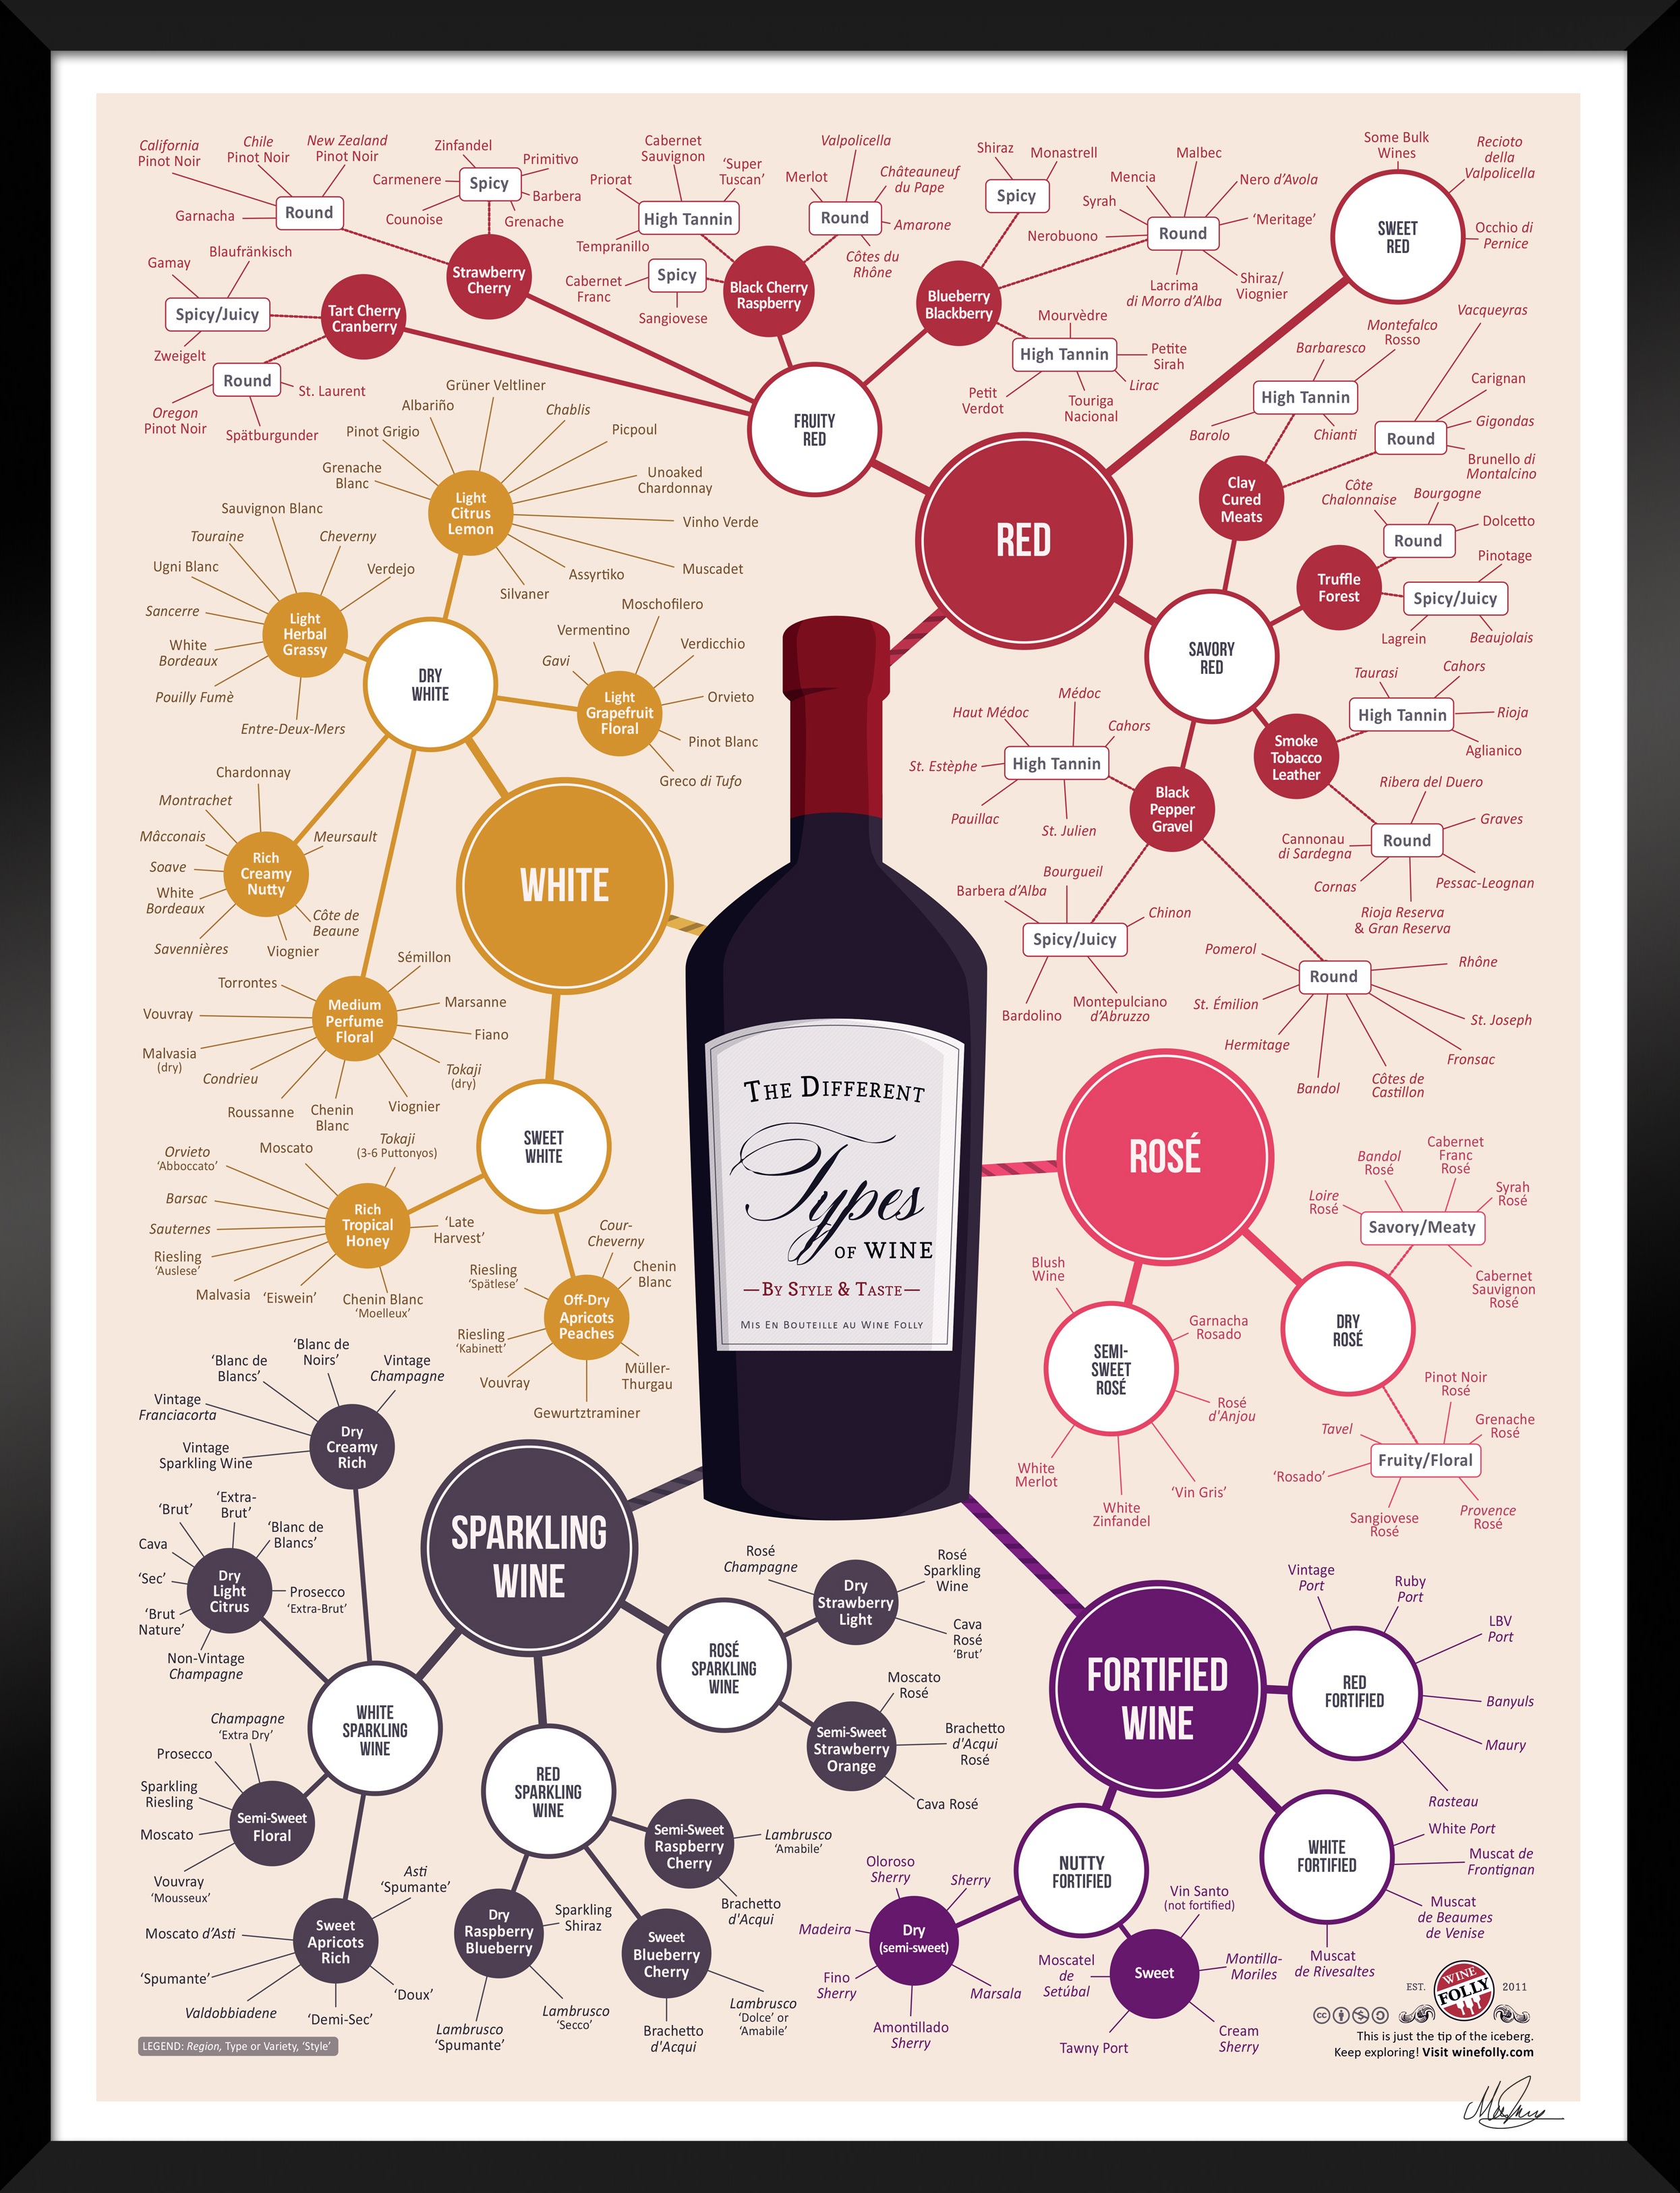 California
Pinot Noir
Chile
Pinot Noir
New Zealand
Pinot Noir
Garnacha
Round
Zinfandel
Primitivo
Carmenere
Spicy
Barbera
Counoise
Grenache
Strawberry
Cherry
Gamay
Blaufränkisch
Spicy/Juicy
Zweigelt
Tart Cherry
Cranberry
Round
St. Laurent
Oregon
Pinot Noir
Spätburgunder
Cabernet
Sauvignon
Priorat
'Super
Tuscan'
High Tannin
Tempranillo
Cabernet
Franc
Spicy
Sangiovese
Black Cherry
Raspberry
Valpolicella
Merlot
Châteauneuf
du Pape
Round
Amarone
Côtes du
Rhône
Shiraz
Monastrell
Spicy
Blueberry
Blackberry
Malbec
Mencia
Nero d'Avola
Syrah
Round
'Meritage'
Nerobuono
Lacrima
di Morro d'Alba
Shiraz/
Viognier
Mourvèdre
High Tannin
Petite
Sirah
Lirac
Petit
Verdot
Touriga
Nacional
FRUITY
RED
RED
Some Bulk
Wines
Recioto
della
Valpolicella
SWEET
RED
Occhio di
Pernice
Vacqueyras
Montefalco
Rosso
Barbaresco
High Tannin
Barolo
Chianti
Carignan
Gigondas
Round
Brunello di
Montalcino
Clay
Cured
Meats
Côte
Chalonnaise
Bourgogne
Round
Dolcetto
Truffle
Forest
Pinotage
Spicy/Juicy
Lagrein
Beaujolais
SAVORY
RED
Taurasi
Cahors
High Tannin
Rioja
Aglianico
Smoke
Tobacco
Leather
Ribera del Duero
Graves
Cannonau
di Sardegna
Round
Cornas
Pessac-Leognan
Rioja Reserva
& Gran Reserva
Médoc
Haut Médoc
Cahors
St. Estèphe
High Tannin
Pauillac
St. Julien
Black
Pepper
Gravel
Bourgueil
Barbera d'Alba
Chinon
Spicy/Juicy
Bardolino
Montepulciano
d'Abruzzo
Pomerol
Rhône
Round
St. Émilion
St. Joseph
Hermitage
Fronsac
Bandol
Côtes de
Castillon
Grüner Veltliner
Albariño
Chablis
Pinot Grigio
Picpoul
Grenache
Blanc
Unoaked
Chardonnay
Light
Citrus
Lemon
Vinho Verde
Muscadet
Assyrtiko
Silvaner
Sauvignon Blanc
Touraine
Cheverny
Ugni Blanc
Verdejo
Sancerre
Light
Herbal
Grassy
White
Bordeaux
Pouilly Fumè
Entre-Deux-Mers
DRY
WHITE
Moschofilero
Vermentino
Verdicchio
Gavi
Light
Grapefruit
Floral
Orvieto
Pinot Blanc
Greco di Tufo
Chardonnay
Montrachet
Mâcconais
Meursault
Soave
Rich
Creamy
Nutty
White
Bordeaux
Côte de
Beaune
Savennières
Viognier
WHITE
Sémillon
Torrontes
Marsanne
Vouvray
Medium
Perfume
Floral
Fiano
Malvasia
(dry)
Tokaji
(dry)
Condrieu
Roussanne
Chenin
Blanc
Viognier
SWEET
WHITE
Tokaji
(3-6 Puttonyos)
Moscato
Orvieto
'Abboccato'
Barsac
Sauternes
Rich
Tropical
Honey
'Late
Harvest'
Riesling
'Auslese'
Malvasia
'Eiswein'
Chenin Blanc
'Moelleux'
Cour-
Cheverny
Riesling
'Spätlese'
Chenin
Blanc
Off-Dry
Apricots
Peaches
Riesling
'Kabinett'
Vouvray
Müller-
Thurgau
Gewurtztraminer
The Different
Types
of Wine
—By Style & Taste—
Mis En Bouteille au Wine Folly
ROSÉ
Bandol
Rosé
Cabernet
Franc
Rosé
Loire
Rosé
Syrah
Rosé
Savory/Meaty
Cabernet
Sauvignon
Rosé
DRY
ROSÉ
Pinot Noir
Rosé
Tavel
Grenache
Rosé
Fruity/Floral
'Rosado'
Sangiovese
Rosé
Provence
Rosé
Blush
Wine
Garnacha
Rosado
SEMI-
SWEET
ROSÉ
Rosé
d'Anjou
White
Merlot
White
Zinfandel
'Vin Gris'
'Blanc de
Noirs'
'Blanc de
Blancs'
Vintage
Champagne
Vintage
Franciacorta
Dry
Creamy
Rich
Vintage
Sparkling Wine
SPARKLING
WINE
'Brut'
'Extra-
Brut'
'Blanc de
Blancs'
Cava
'Sec'
Dry
Light
Citrus
Prosecco
'Extra-Brut'
'Brut
Nature'
Non-Vintage
Champagne
WHITE
SPARKLING
WINE
Champagne
'Extra Dry'
Prosecco
Sparkling
Riesling
Semi-Sweet
Floral
Moscato
Vouvray
'Mousseux'
Asti
'Spumante'
Moscato d'Asti
Sweet
Apricots
Rich
'Spumante'
Valdobbiadene
'Demi-Sec'
'Doux'
Rosé
Champagne
Dry
Strawberry
Light
Rosé
Sparkling
Wine
Cava
Rosé
'Brut'
ROSÉ
SPARKLING
WINE
Moscato
Rosé
Semi-Sweet
Strawberry
Orange
Brachetto
d'Acqui
Rosé
Cava Rosé
RED
SPARKLING
WINE
Semi-Sweet
Raspberry
Cherry
Lambrusco
'Amabile'
Brachetto
d'Acqui
Dry
Raspberry
Blueberry
Sparkling
Shiraz
Lambrusco
'Spumante'
Lambrusco
'Secco'
Sweet
Blueberry
Cherry
Brachetto
d'Acqui
Lambrusco
'Dolce' or
'Amabile'
FORTIFIED
WINE
Vintage
Port
Ruby
Port
LBV
Port
RED
FORTIFIED
Banyuls
Maury
Rasteau
White Port
WHITE
FORTIFIED
Muscat de
Frontignan
Muscat
de Beaumes
de Venise
Muscat
de Rivesaltes
NUTTY
FORTIFIED
Oloroso
Sherry
Sherry
Madeira
Dry
(semi-sweet)
Fino
Sherry
Marsala
Amontillado
Sherry
Vin Santo
(not fortified)
Moscatel
de
Setúbal
Sweet
Montilla-
Moriles
Tawny Port
Cream
Sherry
LEGEND: Region, Type or Variety, 'Style'
EST.
WINE
FOLLY
2011
This is just the tip of the iceberg.
Keep exploring! Visit winefolly.com